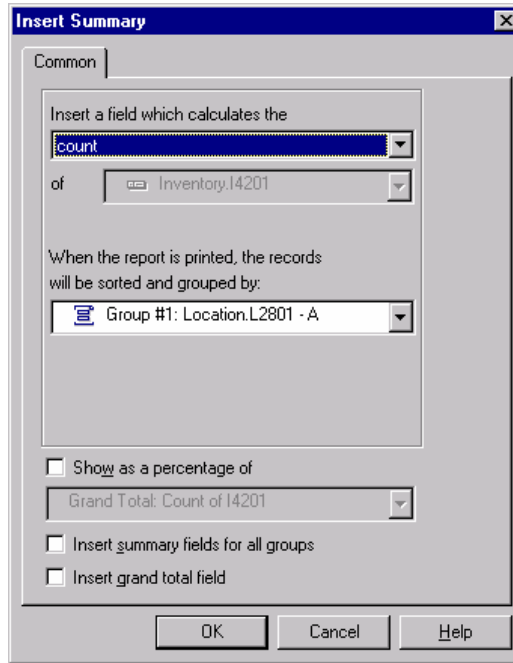 Insert Summary
Common
Insert a field which calculates the
count
of Inventory.I4201
When the report is printed, the records
will be sorted and grouped by:
Group #1: Location.L2801 - A
Show as a percentage of
Grand Total: Count of I4201
Insert summary fields for all groups
Insert grand total field
OK Cancel Help